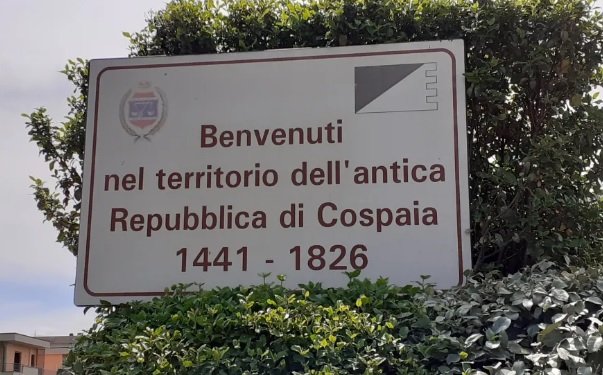 Benvenuti
nel territorio dell'antica
Repubblica di Cospaia
1441 - 1826